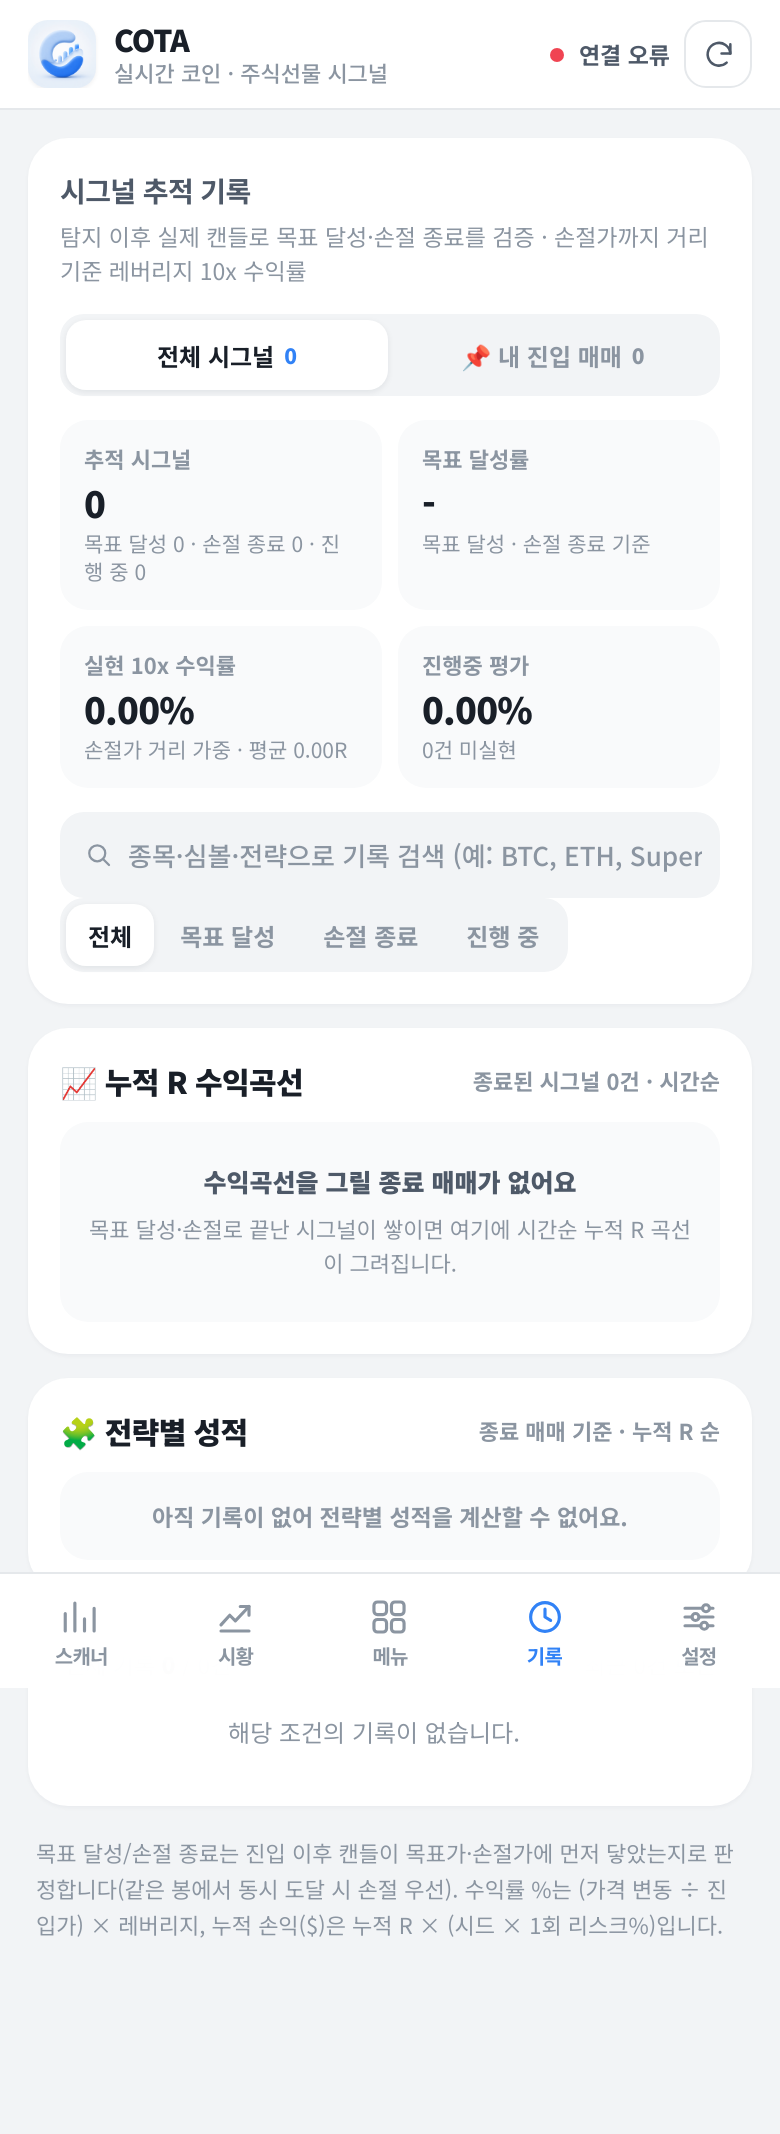 COTA
실시간 코인 · 주식선물 시그널
연결 오류
시그널 추적 기록
탐지 이후 실제 캔들로 목표 달성·손절 종료를 검증 · 손절가까지 거리
기준 레버리지 10x 수익률
전체 시그널 0
📌 내 진입 매매 0
추적 시그널
0
목표 달성 0 · 손절 종료 0 · 진
행 중 0
목표 달성률
-
목표 달성 · 손절 종료 기준
실현 10x 수익률
0.00%
손절가 거리 가중 · 평균 0.00R
진행중 평가
0.00%
0건 미실현
종목·심볼·전략으로 기록 검색 (예: BTC, ETH, Super
전체
목표 달성
손절 종료
진행 중
📈 누적 R 수익곡선
종료된 시그널 0건 · 시간순
수익곡선을 그릴 종료 매매가 없어요
목표 달성·손절로 끝난 시그널이 쌓이면 여기에 시간순 누적 R 곡선
이 그려집니다.
🧩 전략별 성적
종료 매매 기준 · 누적 R 순
아직 기록이 없어 전략별 성적을 계산할 수 없어요.
스캐너
시황
메뉴
기록
설정
해당 조건의 기록이 없습니다.
목표 달성/손절 종료는 진입 이후 캔들이 목표가·손절가에 먼저 닿았는지로 판
정합니다(같은 봉에서 동시 도달 시 손절 우선). 수익률 %는 (가격 변동 ÷ 진
입가) × 레버리지, 누적 손익($)은 누적 R × (시드 × 1회 리스크%)입니다.